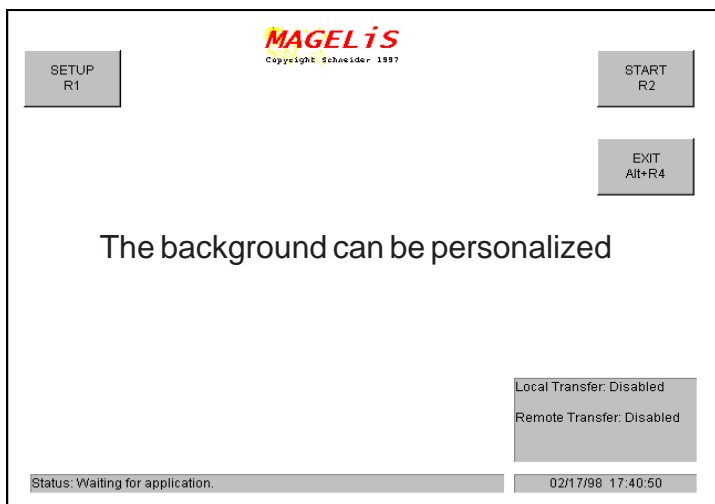 MAGELiS
Copyright Schneider 1997
SETUP
R1
START
R2
EXIT
Alt+R4
The background can be personalized
Local Transfer: Disabled
Remote Transfer: Disabled
Status: Waiting for application.
02/17/98 17:40:50